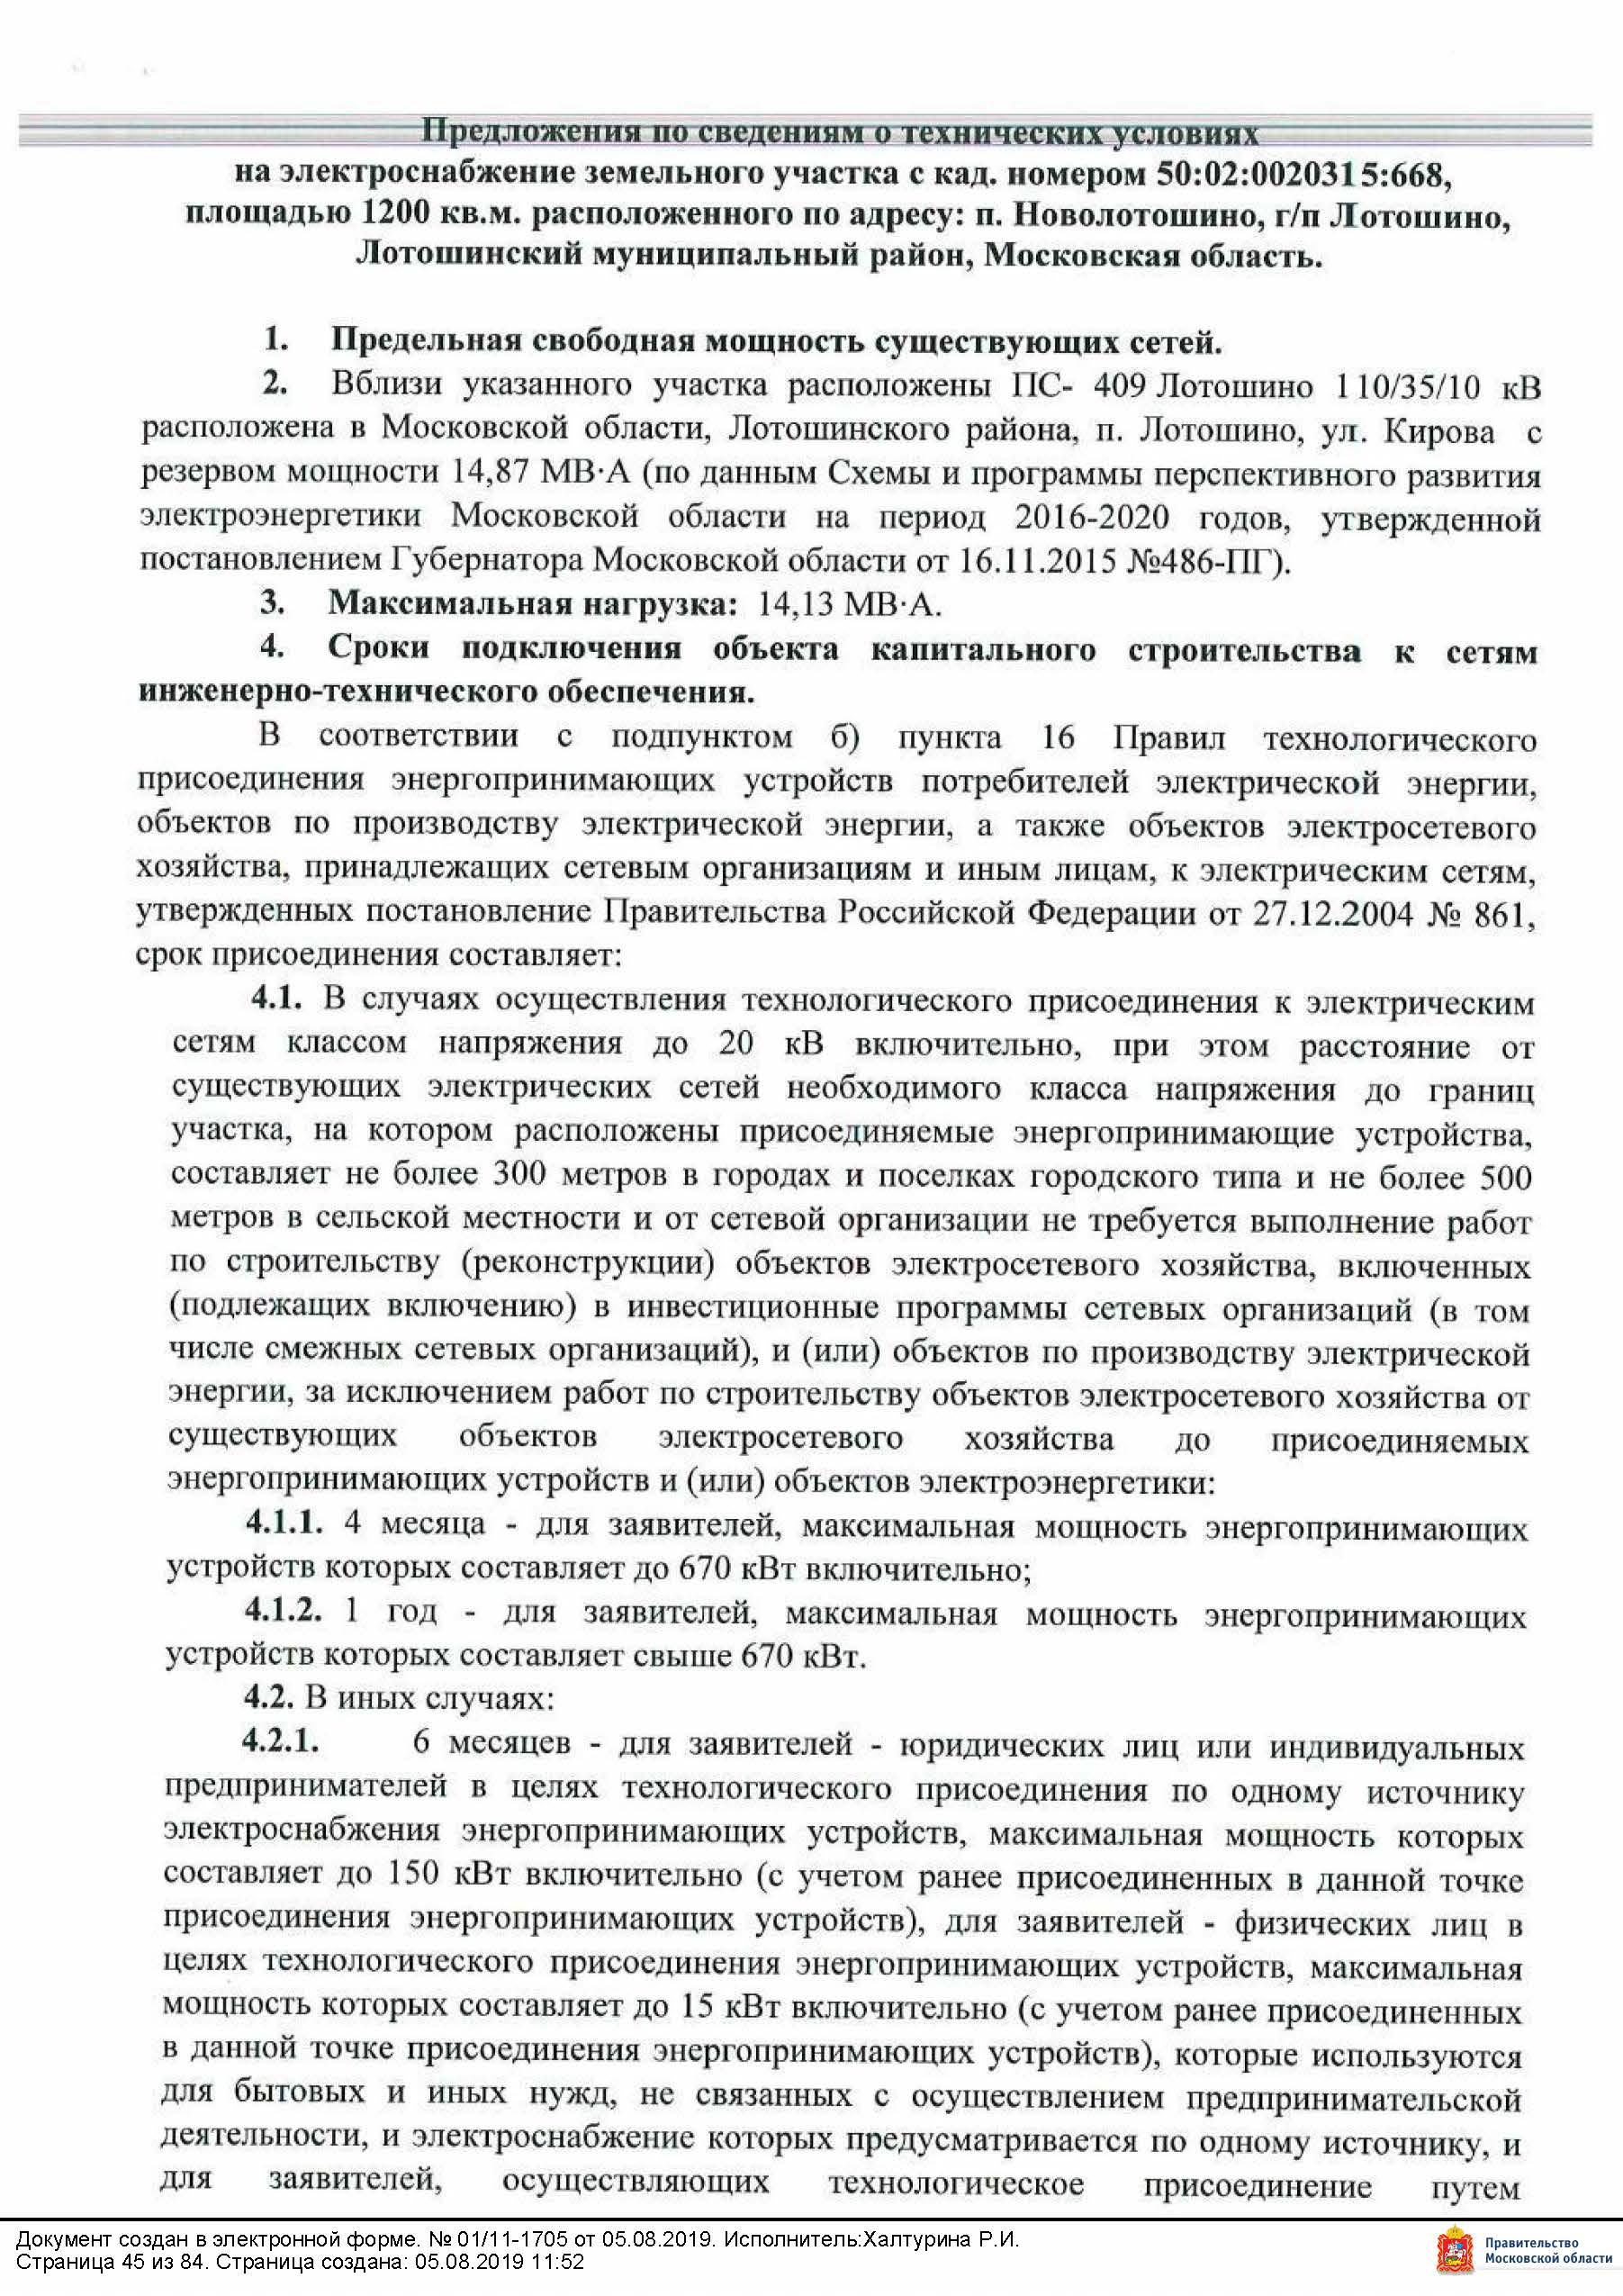 Предложения по сведениям о технических условиях
на электроснабжение земельного участка с кад. номером 50:02:0020315:668,
площадью 1200 кв.м. расположенного по адресу: п. Новолотошино, г/п Лотошино,
Лотошинский муниципальный район, Московская область.
1. Предельная свободная мощность существующих сетей.
2. Вблизи указанного участка расположены ПС- 409 Лотошино 110/35/10 кВ
расположена в Московской области, Лотошинского района, п. Лотошино, ул. Кирова с
резервом мощности 14,87 МВ·А (по данным Схемы и программы перспективного развития
электроэнергетики Московской области на период 2016-2020 годов, утвержденной
постановлением Губернатора Московской области от 16.11.2015 №486-ПГ).
3. Максимальная нагрузка: 14,13 МВ·А.
4. Сроки подключения объекта капитального строительства к сетям
инженерно-технического обеспечения.
В соответствии с подпунктом б) пункта 16 Правил технологического
присоединения энергопринимающих устройств потребителей электрической энергии,
объектов по производству электрической энергии, а также объектов электросетевого
хозяйства, принадлежащих сетевым организациям и иным лицам, к электрическим сетям,
утвержденных постановление Правительства Российской Федерации от 27.12.2004 № 861,
срок присоединения составляет:
4.1. В случаях осуществления технологического присоединения к электрическим
сетям классом напряжения до 20 кВ включительно, при этом расстояние от
существующих электрических сетей необходимого класса напряжения до границ
участка, на котором расположены присоединяемые энергопринимающие устройства,
составляет не более 300 метров в городах и поселках городского типа и не более 500
метров в сельской местности и от сетевой организации не требуется выполнение работ
по строительству (реконструкции) объектов электросетевого хозяйства, включенных
(подлежащих включению) в инвестиционные программы сетевых организаций (в том
числе смежных сетевых организаций), и (или) объектов по производству электрической
энергии, за исключением работ по строительству объектов электросетевого хозяйства от
существующих объектов электросетевого хозяйства до присоединяемых
энергопринимающих устройств и (или) объектов электроэнергетики:
4.1.1. 4 месяца - для заявителей, максимальная мощность энергопринимающих
устройств которых составляет до 670 кВт включительно;
4.1.2. 1 год - для заявителей, максимальная мощность энергопринимающих
устройств которых составляет свыше 670 кВт.
4.2. В иных случаях:
4.2.1. 6 месяцев - для заявителей - юридических лиц или индивидуальных
предпринимателей в целях технологического присоединения по одному источнику
электроснабжения энергопринимающих устройств, максимальная мощность которых
составляет до 150 кВт включительно (с учетом ранее присоединенных в данной точке
присоединения энергопринимающих устройств), для заявителей - физических лиц в
целях технологического присоединения энергопринимающих устройств, максимальная
мощность которых составляет до 15 кВт включительно (с учетом ранее присоединенных
в данной точке присоединения энергопринимающих устройств), которые используются
для бытовых и иных нужд, не связанных с осуществлением предпринимательской
деятельности, и электроснабжение которых предусматривается по одному источнику, и
для заявителей, осуществляющих технологическое присоединение путем
Документ создан в электронной форме. № 01/11-1705 от 05.08.2019. Исполнитель:Халтурина Р.И.
Страница 45 из 84. Страница создана: 05.08.2019 11:52
Правительство
Московской области